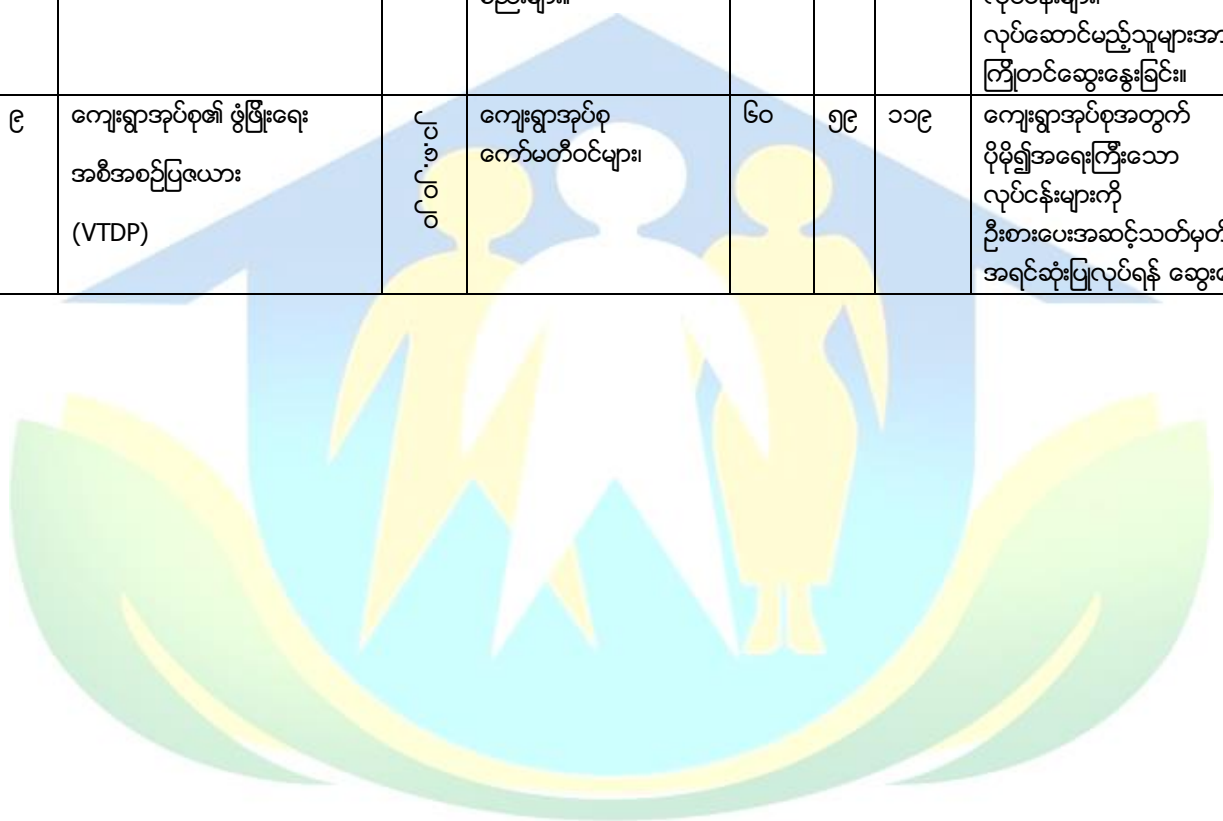 လုပ်ဆောင်မည့်သူများအာ
ကြိုတင်ဆွေးနွေးခြင်း။
၉
ကျေးရွာအုပ်စု၏ ဖွံ့ဖြိုးရေး
အစီအစဉ်ပြဇယား
(VTDP)
ကျေးရွာအုပ်စု
ကော်မတီဝင်များ၊
၆၀
၅၉
၁၁၉
ကျေးရွာအုပ်စုအတွက်
ပိုမို၍အရေးကြီးသော
လုပ်ငန်းများကို
ဦးစားပေးအဆင့်သတ်မှတ်
အရင်ဆုံးပြုလုပ်ရန်